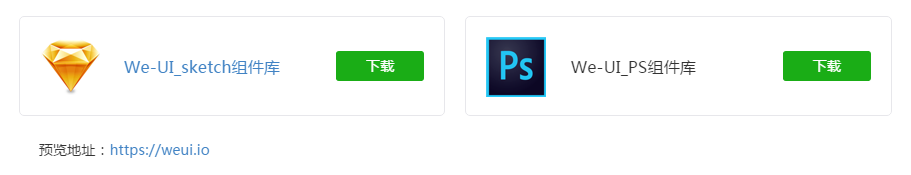 We-UI_sketch组件库
下载
Ps
We-UI_PS组件库
下载
预览地址：https://weui.io